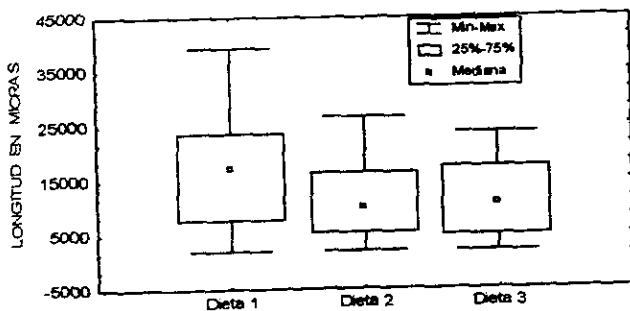 45000
35000
25000
15000
5000
-5000
LONGITUD EN MICRAS
Min-Max
25%-75%
Mediana
Dieta 1
Dieta 2
Dieta 3